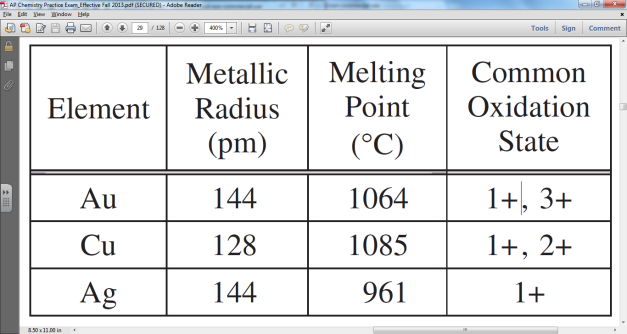 AP Chemistry Practice Exam_Effective Fall 2013.pdf (SECURED) - Adobe Reader
File Edit View Window Help
29 / 128 400% Tools Sign Comment
Element Metallic Radius (pm) Melting Point (°C) Common Oxidation State
Au 144 1064 1+, 3+
Cu 128 1085 1+, 2+
Ag 144 961 1+
8.50 x 11.00 in